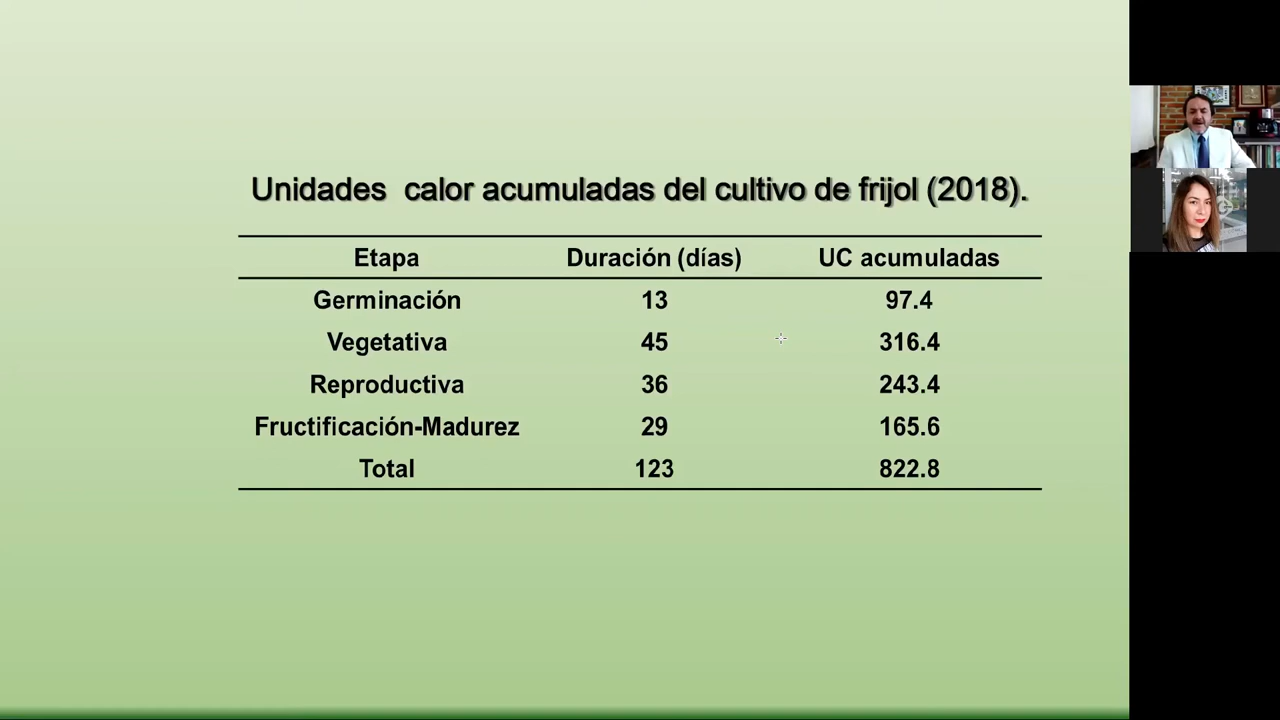 Unidades calor acumuladas del cultivo de frijol (2018).
Etapa Duración (días) UC acumuladas
Germinación 13 97.4
Vegetativa 45 316.4
Reproductiva 36 243.4
Fructificación-Madurez 29 165.6
Total 123 822.8